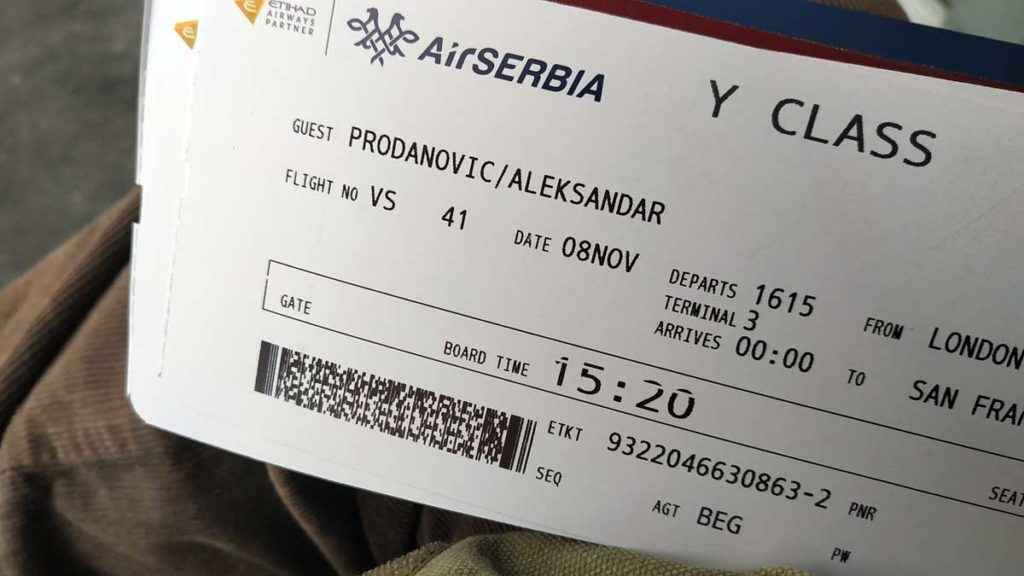 ETIHAD
AIRWAYS
PARTNER
AirSERBIA
Y CLASS
GUEST PRODANOVIC/ALEKSANDAR
FLIGHT NO VS 41 DATE 08NOV
DEPARTS 1615
TERMINAL 3
ARRIVES 00:00
FROM LONDON
TO SAN FRA
GATE
BOARD TIME 15:20
ETKT 9322046630863-2 PNR
SEAT
SEQ
AGT BEG
PW